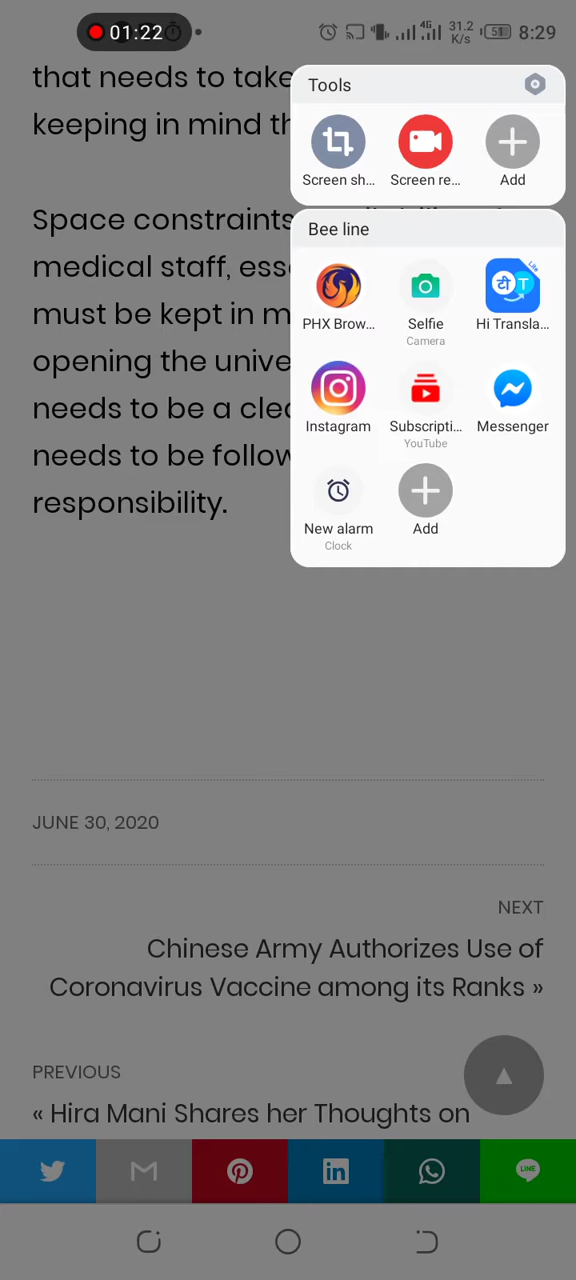 01:22
4G 31.2 K/s 51 8:29
that needs to take
keeping in mind th
Tools
Screen sh...
Screen re...
Add
Bee line
PHX Brow...
Selfie
Camera
Hi Transla...
Instagram
Subscripti...
YouTube
Messenger
New alarm
Clock
Add
Space constraints
medical staff, ess
must be kept in m
opening the unive
needs to be a clea
needs to be follow
responsibility.
JUNE 30, 2020
NEXT
Chinese Army Authorizes Use of
Coronavirus Vaccine among its Ranks »
PREVIOUS
« Hira Mani Shares her Thoughts on
LINE